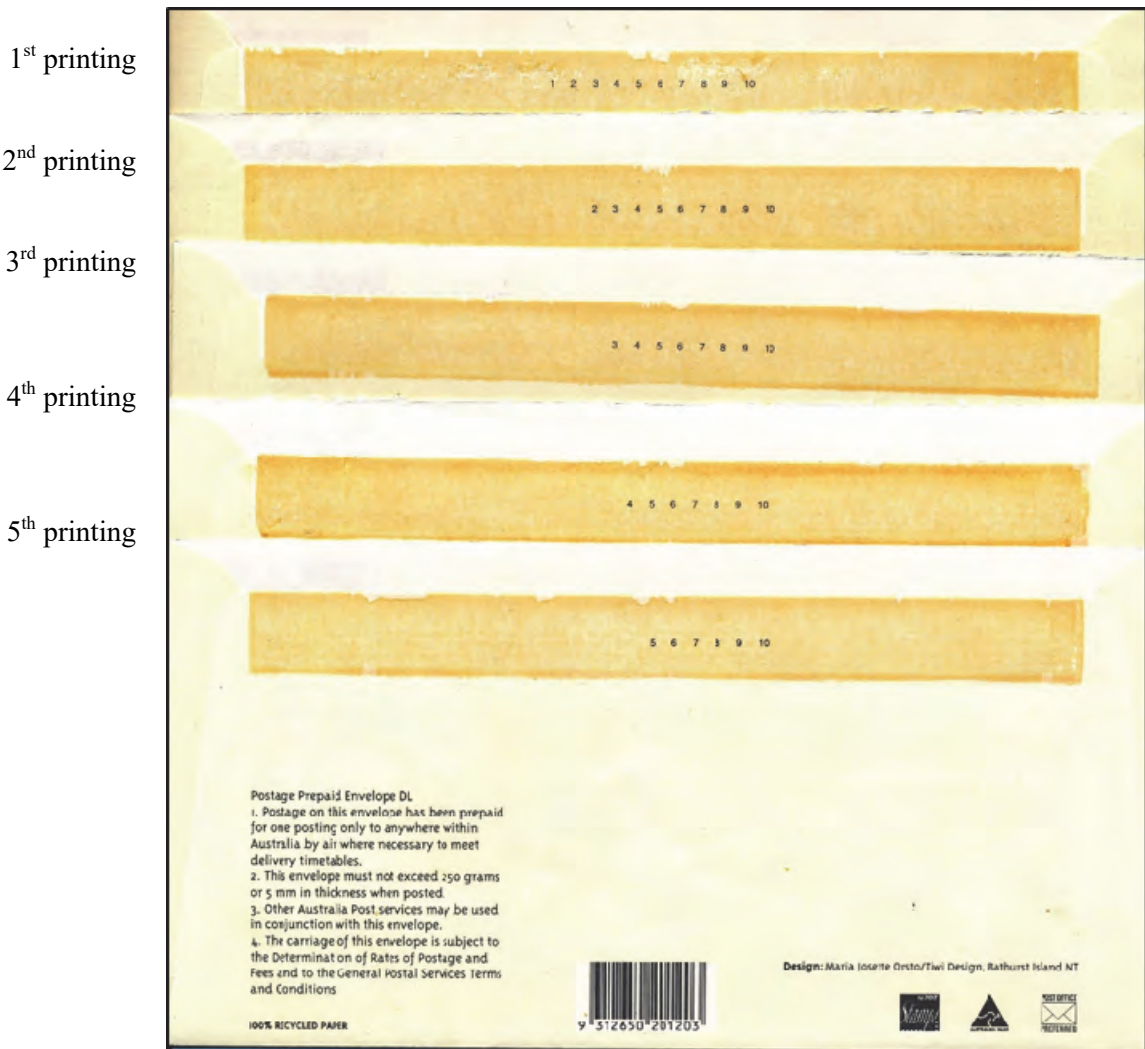 1st printing
1 2 3 4 5 6 7 8 9 10
2nd printing
2 3 4 5 6 7 8 9 10
3rd printing
3 4 5 6 7 8 9 10
4th printing
4 5 6 7 8 9 10
5th printing
5 6 7 8 9 10
Postage Prepaid Envelope DL
1. Postage on this envelope has been prepaid
for one posting only to anywhere within
Australia by air where necessary to meet
delivery timetables.
2. This envelope must not exceed 250 grams
or 5 mm in thickness when posted.
3. Other Australia Post services may be used
in conjunction with this envelope.
4. The carriage of this envelope is subject to
the Determination of Rates of Postage and
Fees and to the General Postal Services Terms
and Conditions
100% RECYCLED PAPER
9 312650 201203
Design: Maria Josette Orsto/Tiwi Design, Bathurst Island NT
Stamps
AUSTRALIAN MADE
POST OFFICE
PREFERRED